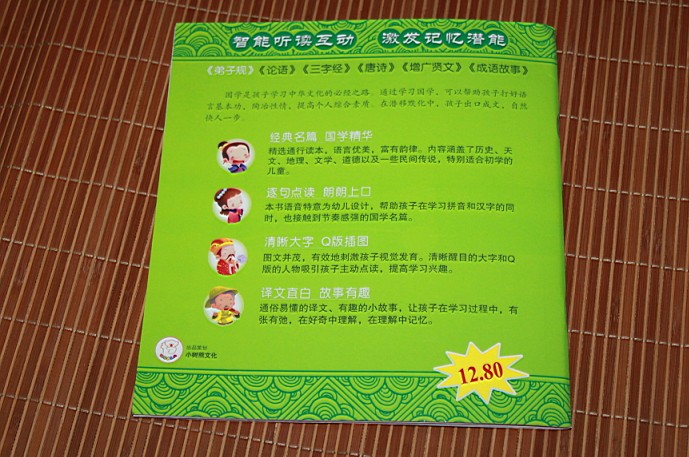 智能听读互动 激发记忆潜能
《弟子规》《论语》《三字经》《唐诗》《增广贤文》《成语故事》
国学是孩子学习中华文化的必经之路。通过学习国学，可以帮助孩子打好语
言基本功，陶冶性情，提高个人综合素质。在潜移默化中，孩子出口成文，自然
快人一步。
经典名篇 国学精华
精选通行读本，语言优美，富有韵律。内容涵盖了历史、天
文、地理、文学、道德以及一些民间传说，特别适合初学的
儿童。
逐句点读 朗朗上口
本书语音特意为幼儿设计，帮助孩子在学习拼音和汉字的同
时，也接触到节奏感强的国学名篇。
清晰大字 Q版插图
图文并茂，有效地刺激孩子视觉发育。清晰醒目的大字和Q
版的人物吸引孩子主动点读，提高学习兴趣。
译文直白 故事有趣
通俗易懂的译文、有趣的小故事，让孩子在学习过程中，有
张有弛，在好奇中理解，在理解中记忆。
小树熊文化
12.80